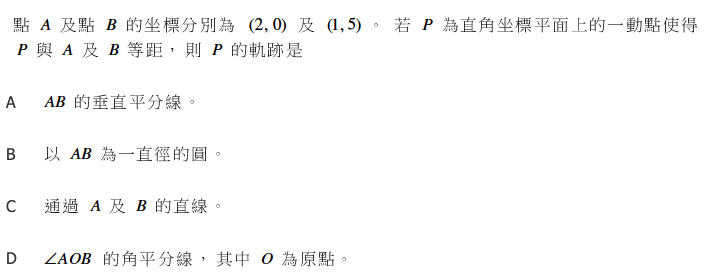 點 A 及點 B 的坐標分別為 (2, 0) 及 (1, 5) 。 若 P 為直角坐標平面上的一動點使得
P 與 A 及 B 等距，則 P 的軌跡是
A AB 的垂直平分線。
B 以 AB 為一直徑的圓。
C 通過 A 及 B 的直線。
D ∠AOB 的角平分線，其中 O 為原點。